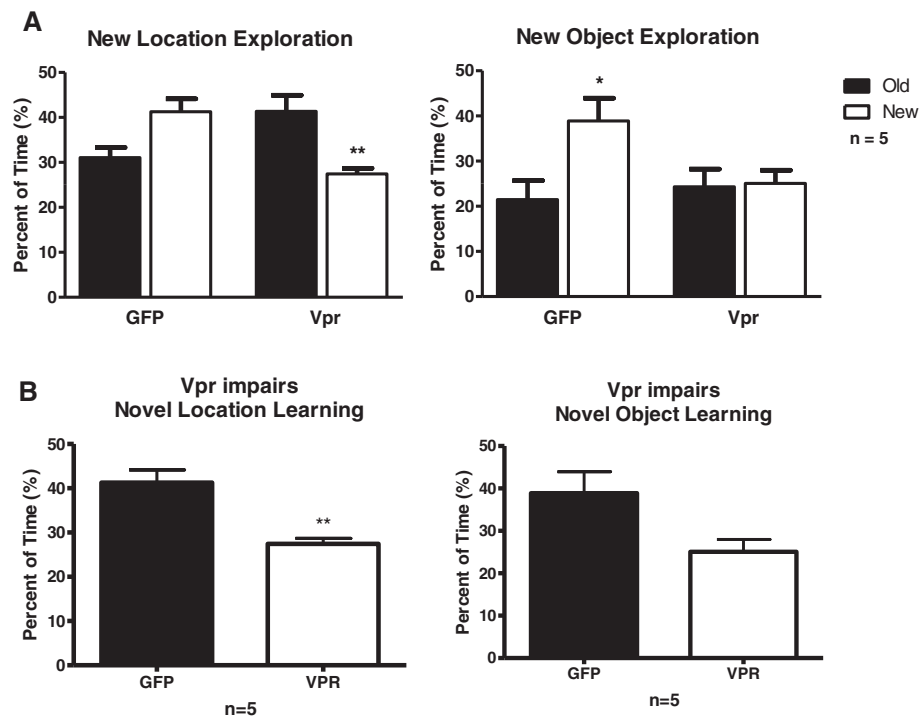 A
New Location Exploration
Percent of Time (%)
50
40
30
20
10
0
**
GFP
Vpr
New Object Exploration
Percent of Time (%)
50
40
30
20
10
0
*
GFP
Vpr
Old
New
n = 5
B
Vpr impairs
Novel Location Learning
Percent of Time (%)
50
40
30
20
10
0
**
GFP
VPR
n=5
Vpr impairs
Novel Object Learning
Percent of Time (%)
50
40
30
20
10
0
GFP
VPR
n=5